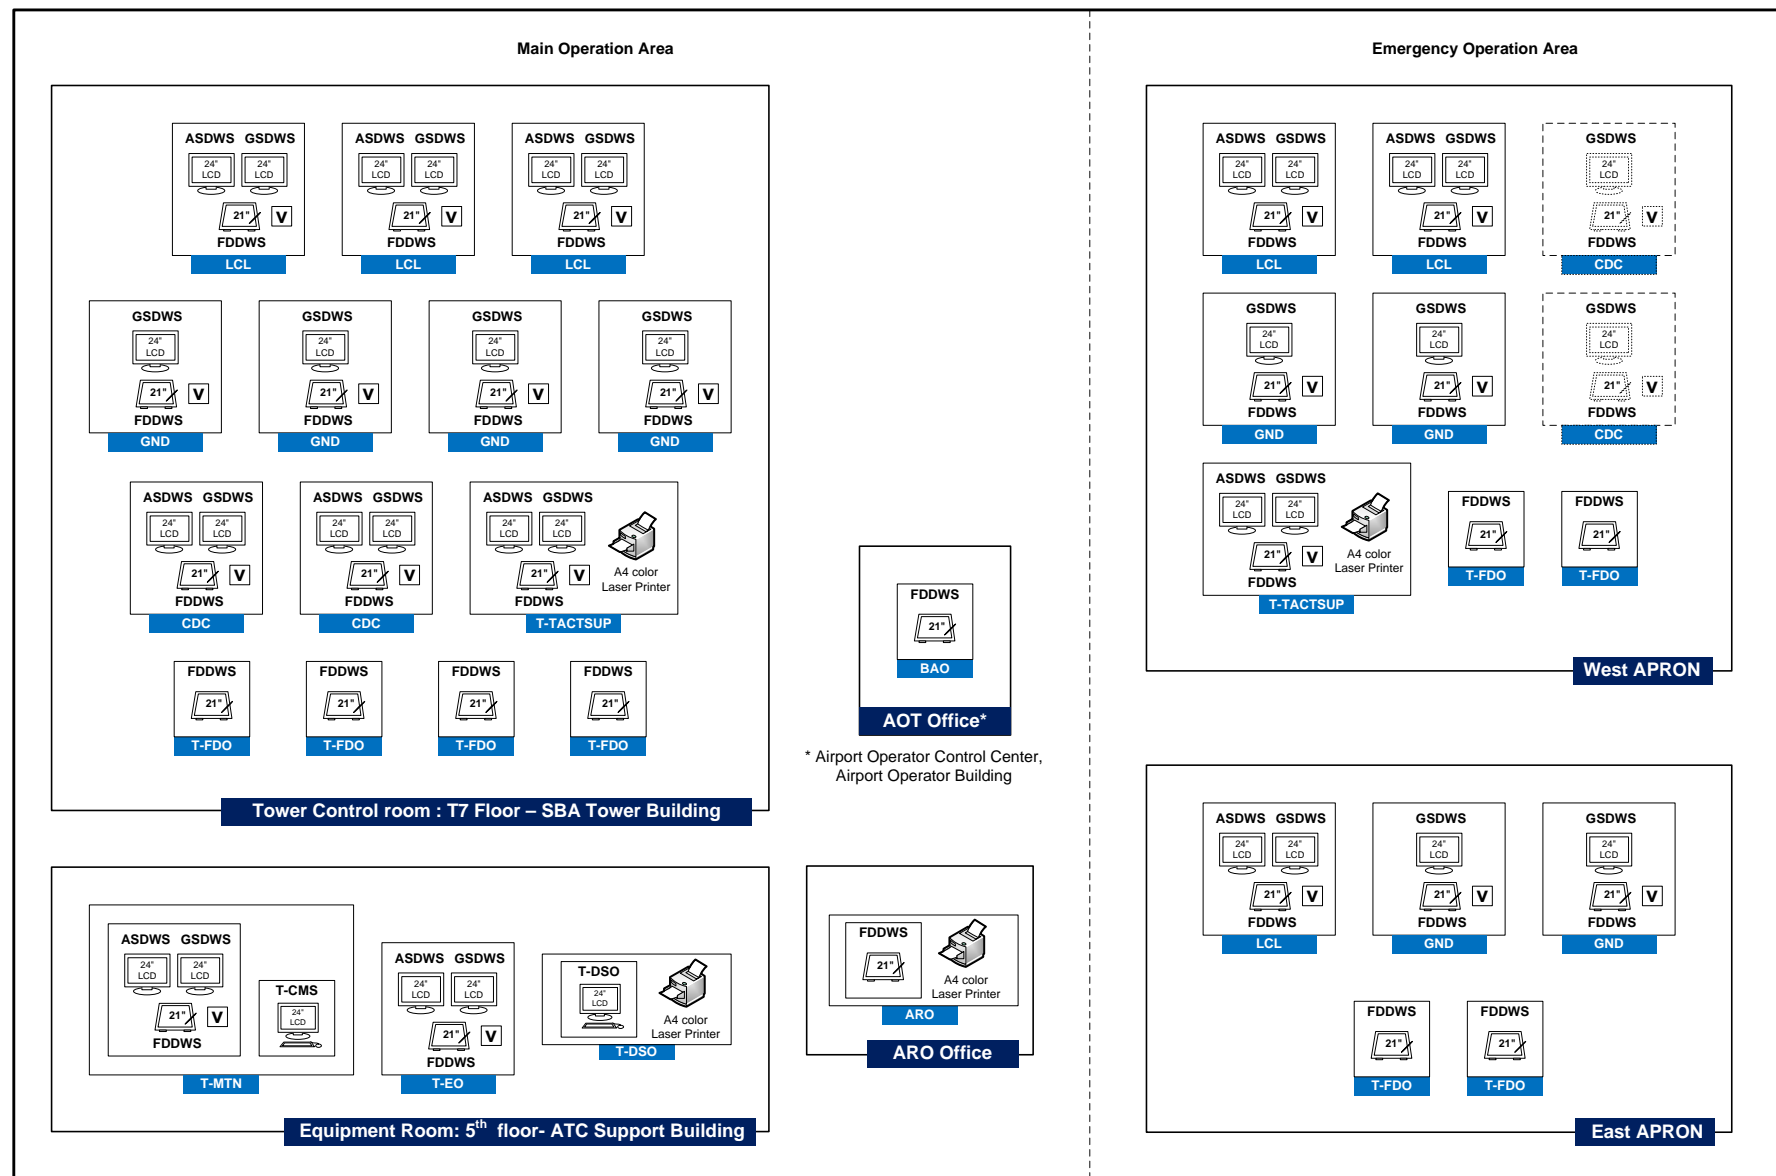 Main Operation Area
Emergency Operation Area
ASDWS GSDWS
24" LCD 24" LCD
21" V
FDDWS
LCL
ASDWS GSDWS
24" LCD 24" LCD
21" V
FDDWS
LCL
ASDWS GSDWS
24" LCD 24" LCD
21" V
FDDWS
LCL
GSDWS
24" LCD
21" V
FDDWS
GND
GSDWS
24" LCD
21" V
FDDWS
GND
GSDWS
24" LCD
21" V
FDDWS
GND
GSDWS
24" LCD
21" V
FDDWS
GND
ASDWS GSDWS
24" LCD 24" LCD
21" V
FDDWS
CDC
ASDWS GSDWS
24" LCD 24" LCD
21" V
FDDWS
CDC
ASDWS GSDWS
24" LCD 24" LCD
21" V
FDDWS
A4 color
Laser Printer
T-TACTSUP
FDDWS
21"
T-FDO
FDDWS
21"
T-FDO
FDDWS
21"
T-FDO
FDDWS
21"
T-FDO
Tower Control room : T7 Floor – SBA Tower Building
FDDWS
21"
BAO
AOT Office*
* Airport Operator Control Center,
Airport Operator Building
ASDWS GSDWS
24" LCD 24" LCD
21" V
FDDWS
T-CMS
24" LCD
T-MTN
ASDWS GSDWS
24" LCD 24" LCD
21" V
FDDWS
T-EO
T-DSO
24" LCD
A4 color
Laser Printer
T-DSO
Equipment Room: 5th floor- ATC Support Building
FDDWS
21"
A4 color
Laser Printer
ARO
ARO Office
ASDWS GSDWS
24" LCD 24" LCD
21" V
FDDWS
LCL
ASDWS GSDWS
24" LCD 24" LCD
21" V
FDDWS
LCL
GSDWS
24" LCD
21" V
FDDWS
CDC
GSDWS
24" LCD
21" V
FDDWS
GND
GSDWS
24" LCD
21" V
FDDWS
GND
GSDWS
24" LCD
21" V
FDDWS
CDC
ASDWS GSDWS
24" LCD 24" LCD
21" V
FDDWS
A4 color
Laser Printer
T-TACTSUP
FDDWS
21"
T-FDO
FDDWS
21"
T-FDO
West APRON
ASDWS GSDWS
24" LCD 24" LCD
21" V
FDDWS
LCL
GSDWS
24" LCD
21" V
FDDWS
GND
GSDWS
24" LCD
21" V
FDDWS
GND
FDDWS
21"
T-FDO
FDDWS
21"
T-FDO
East APRON